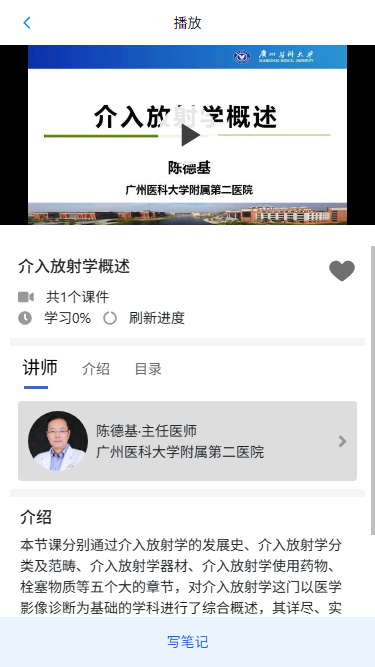 播放
广州医科大学
GUANGZHOU MEDICAL UNIVERSITY
介入放射学概述
陈德基
广州医科大学附属第二医院
介入放射学概述
共1个课件
学习0% 刷新进度
讲师 介绍 目录
陈德基·主任医师
广州医科大学附属第二医院
介绍
本节课分别通过介入放射学的发展史、介入放射学分
类及范畴、介入放射学器材、介入放射学使用药物、
栓塞物质等五个大的章节，对介入放射学这门以医学
影像诊断为基础的学科进行了综合概述，其详尽、实
写笔记